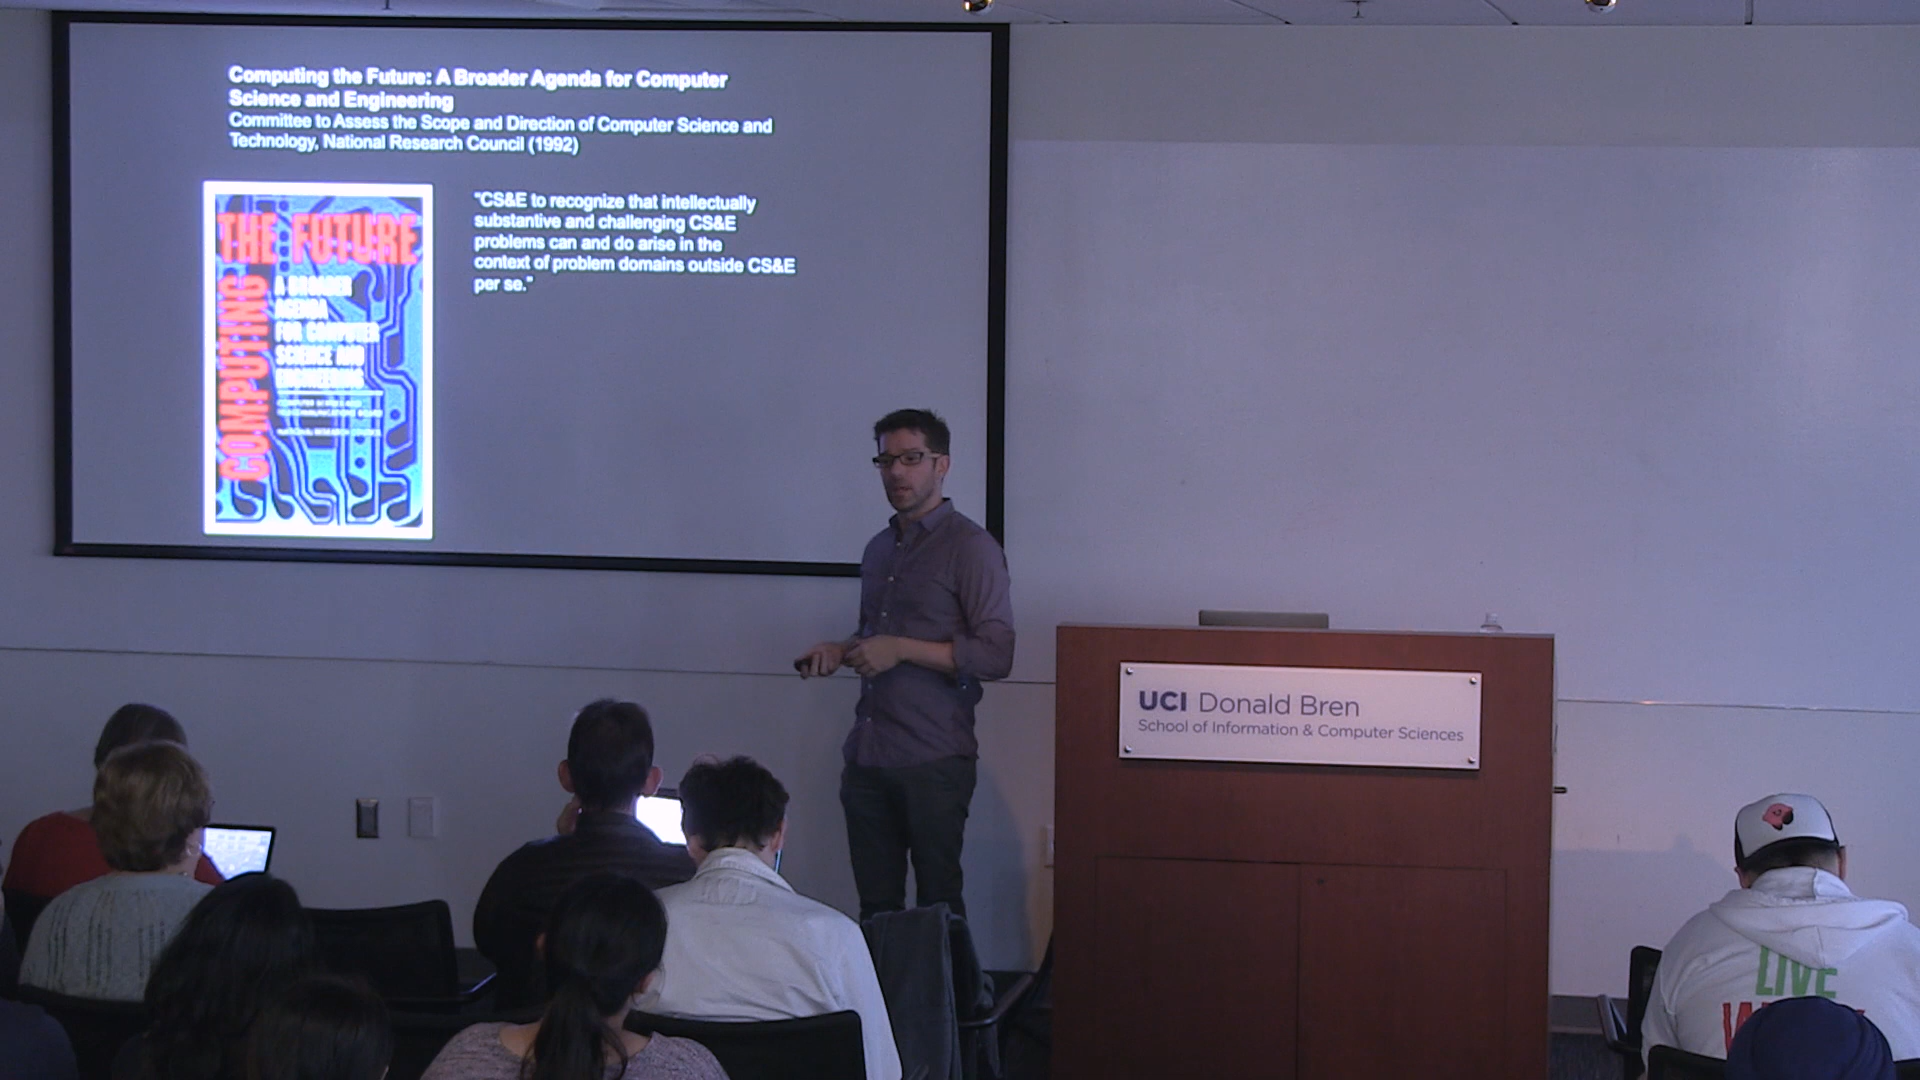 Computing the Future: A Broader Agenda for Computer
Science and Engineering
Committee to Assess the Scope and Direction of Computer Science and
Technology, National Research Council (1992)
"CS&E to recognize that intellectually
substantive and challenging CS&E
problems can and do arise in the
context of problem domains outside CS&E
per se."
THE FUTURE
COMPUTING
A BROADER
AGENDA
FOR COMPUTER
SCIENCE AND
ENGINEERING
UCI Donald Bren
School of Information & Computer Sciences
LIVE